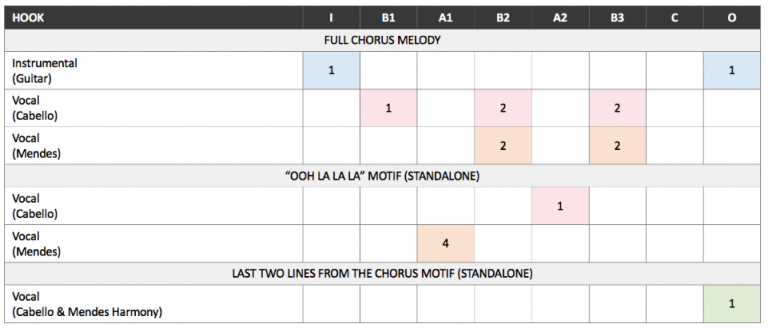 HOOK I B1 A1 B2 A2 B3 C O
FULL CHORUS MELODY
Instrumental
(Guitar) 1 1
Vocal
(Cabello) 1 2 2
Vocal
(Mendes) 2 2
“OOH LA LA LA” MOTIF (STANDALONE)
Vocal
(Cabello) 1
Vocal
(Mendes) 4
LAST TWO LINES FROM THE CHORUS MOTIF (STANDALONE)
Vocal
(Cabello & Mendes Harmony) 1